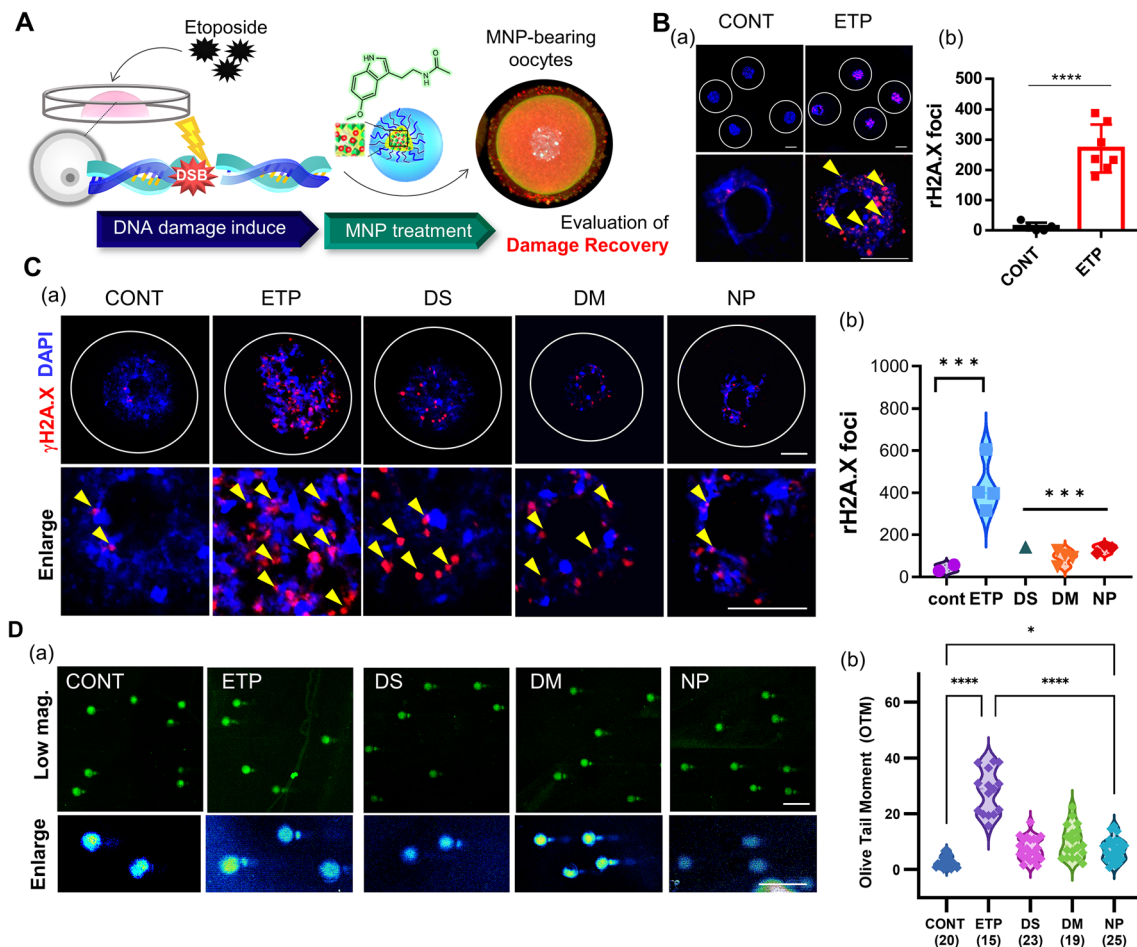 A
Etoposide
HN
O
N
H
O
DSB
DNA damage induce
MNP treatment
MNP-bearing
oocytes
Evaluation of
Damage Recovery
B
(a)
CONT
ETP
(b)
rH2A.X foci
500
400
300
200
100
0
****
CONT
ETP
C
(a)
CONT
ETP
DS
DM
NP
γH2A.X DAPI
Enlarge
(b)
rH2A.X foci
1000
800
600
400
200
0
***
***
cont
ETP
DS
DM
NP
D
(a)
Low mag.
CONT
ETP
DS
DM
NP
Enlarge
(b)
Olive Tail Moment (OTM)
60
40
20
0
*
****
****
CONT
(20)
ETP
(15)
DS
(23)
DM
(19)
NP
(25)